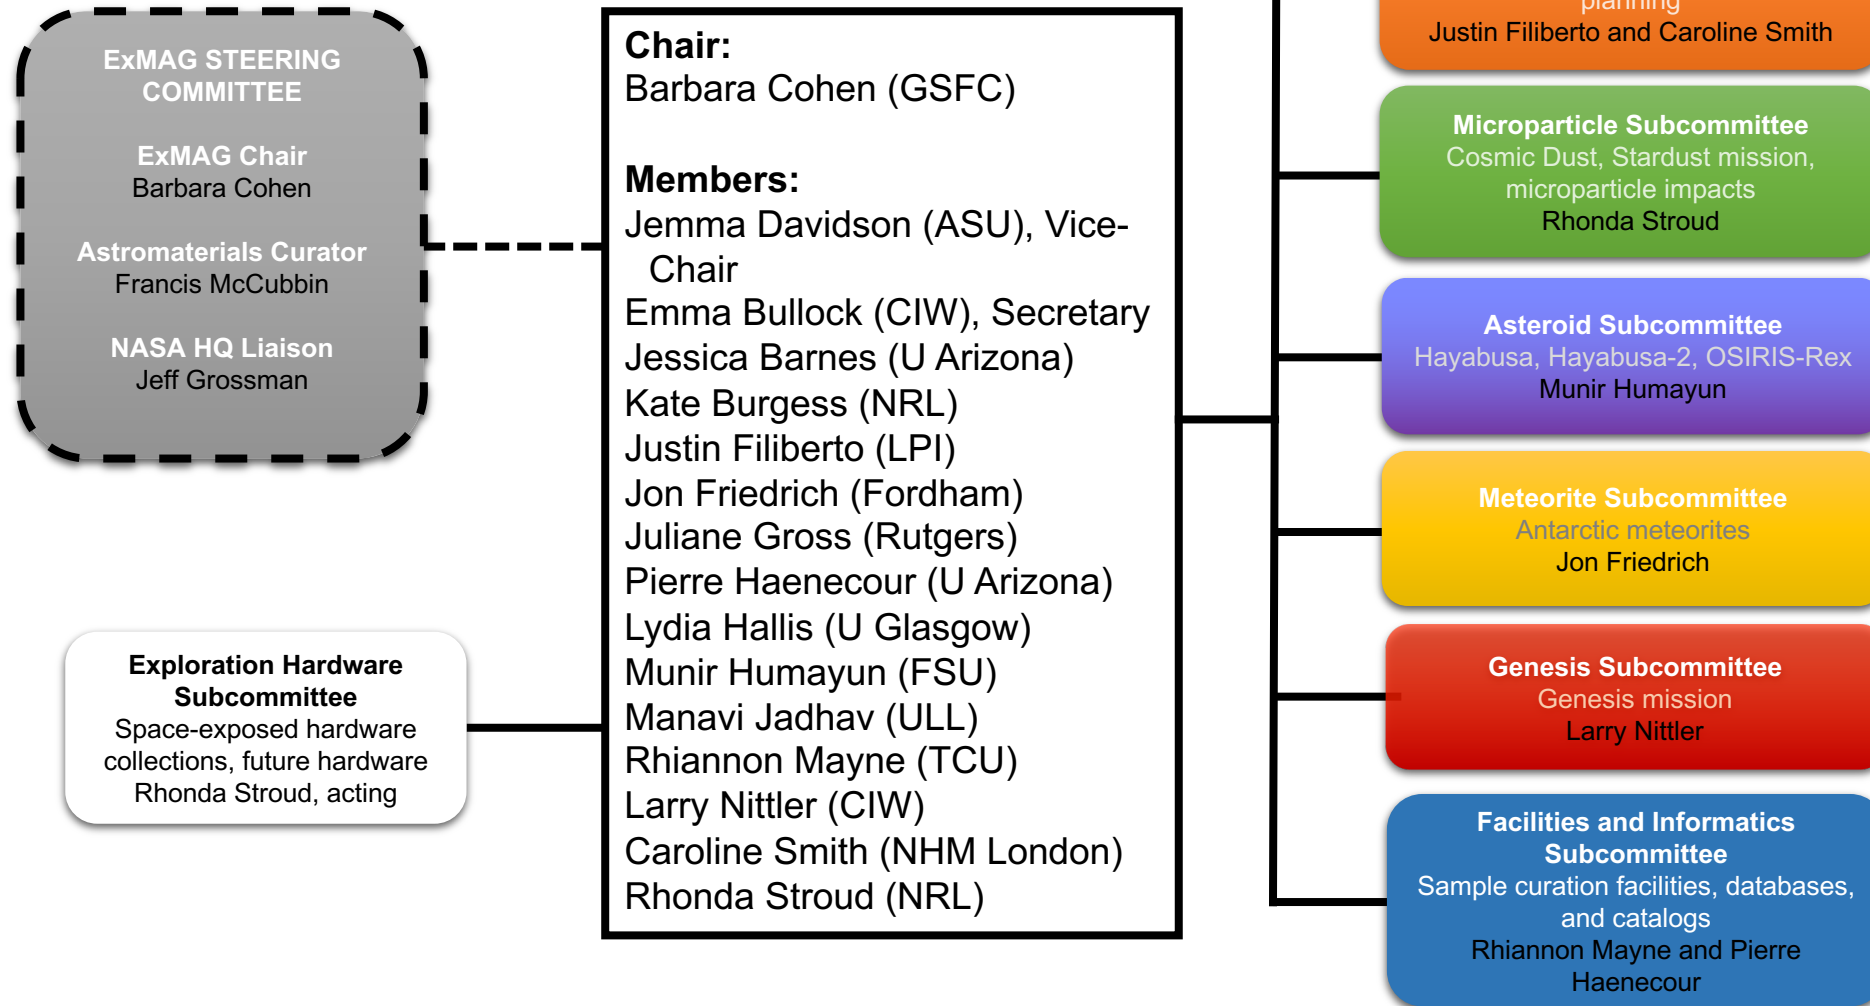 ExMAG STEERING
COMMITTEE
ExMAG Chair
Barbara Cohen
Astromaterials Curator
Francis McCubbin
NASA HQ Liaison
Jeff Grossman
Exploration Hardware
Subcommittee
Space-exposed hardware
collections, future hardware
Rhonda Stroud, acting
Chair:
Barbara Cohen (GSFC)
Members:
Jemma Davidson (ASU), Vice-
Chair
Emma Bullock (CIW), Secretary
Jessica Barnes (U Arizona)
Kate Burgess (NRL)
Justin Filiberto (LPI)
Jon Friedrich (Fordham)
Juliane Gross (Rutgers)
Pierre Haenecour (U Arizona)
Lydia Hallis (U Glasgow)
Munir Humayun (FSU)
Manavi Jadhav (ULL)
Rhiannon Mayne (TCU)
Larry Nittler (CIW)
Caroline Smith (NHM London)
Rhonda Stroud (NRL)
planning
Justin Filiberto and Caroline Smith
Microparticle Subcommittee
Cosmic Dust, Stardust mission,
microparticle impacts
Rhonda Stroud
Asteroid Subcommittee
Hayabusa, Hayabusa-2, OSIRIS-Rex
Munir Humayun
Meteorite Subcommittee
Antarctic meteorites
Jon Friedrich
Genesis Subcommittee
Genesis mission
Larry Nittler
Facilities and Informatics
Subcommittee
Sample curation facilities, databases,
and catalogs
Rhiannon Mayne and Pierre
Haenecour